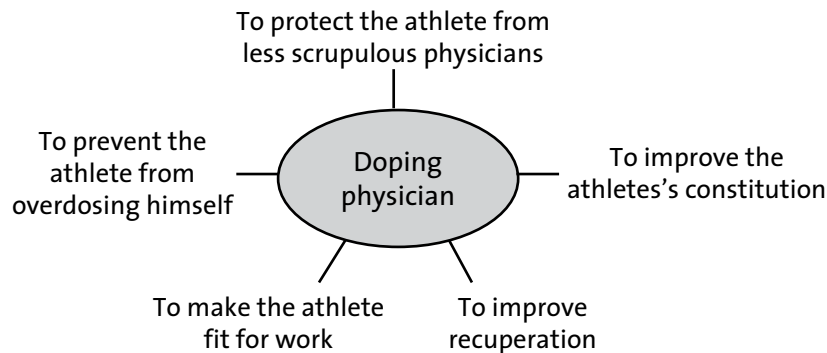 To protect the athlete from
less scrupulous physicians
To prevent the
athlete from
overdosing himself
Doping
physician
To improve the
athletes's constitution
To make the athlete
fit for work
To improve
recuperation